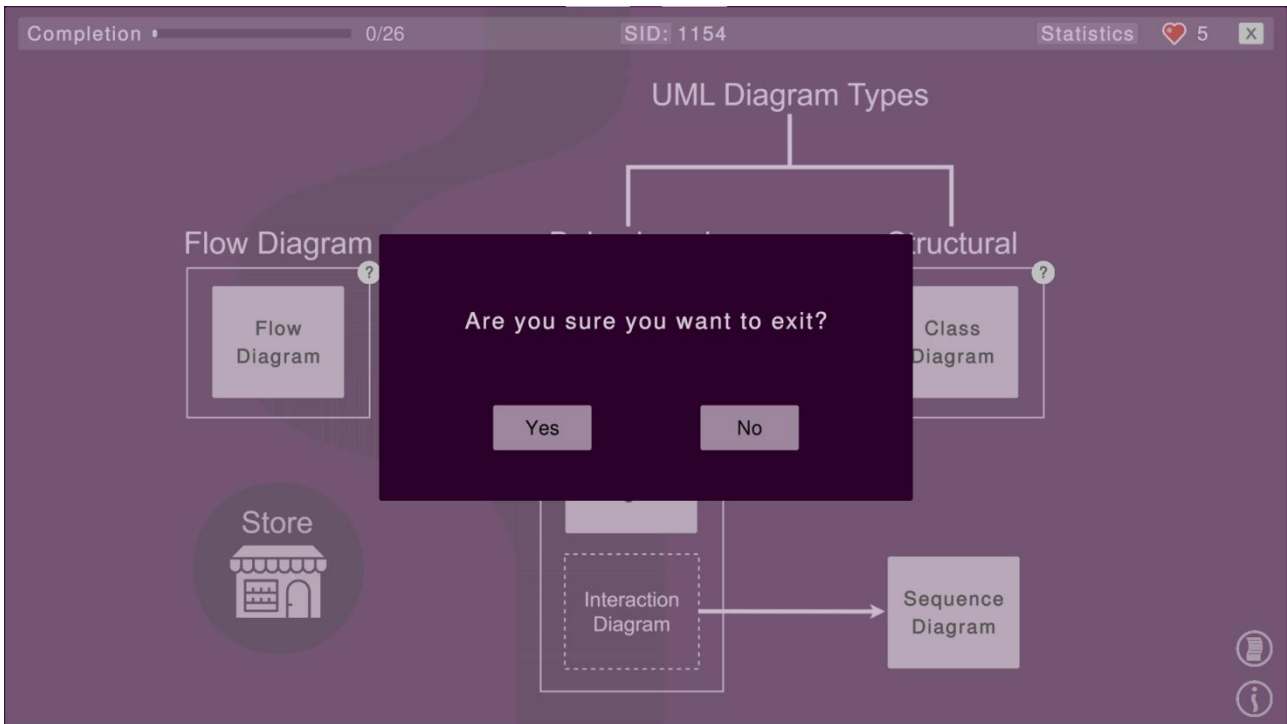 Completion 0/26 SID: 1154 Statistics 5 X
UML Diagram Types
Flow Diagram
Structural
?
?
Flow
Diagram
Are you sure you want to exit?
Class
Diagram
Yes No
Store
Interaction
Diagram
Sequence
Diagram
i